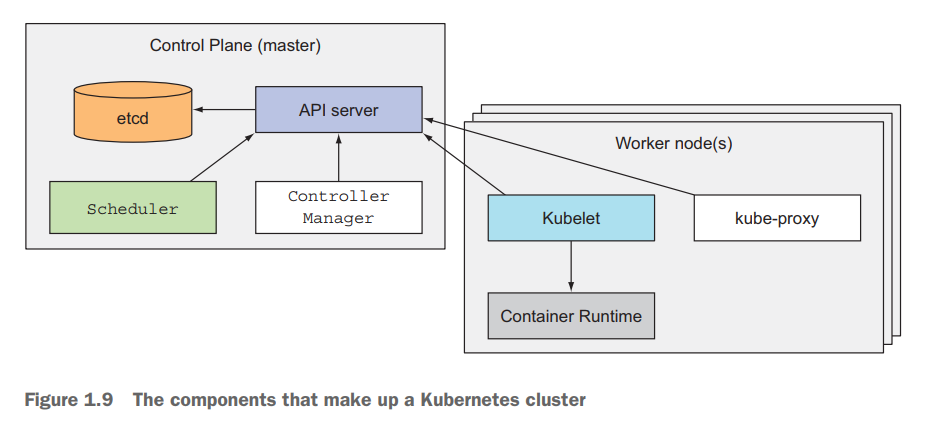 Control Plane (master)
etcd
API server
Scheduler
Controller
Manager
Worker node(s)
Kubelet
kube-proxy
Container Runtime
Figure 1.9 The components that make up a Kubernetes cluster